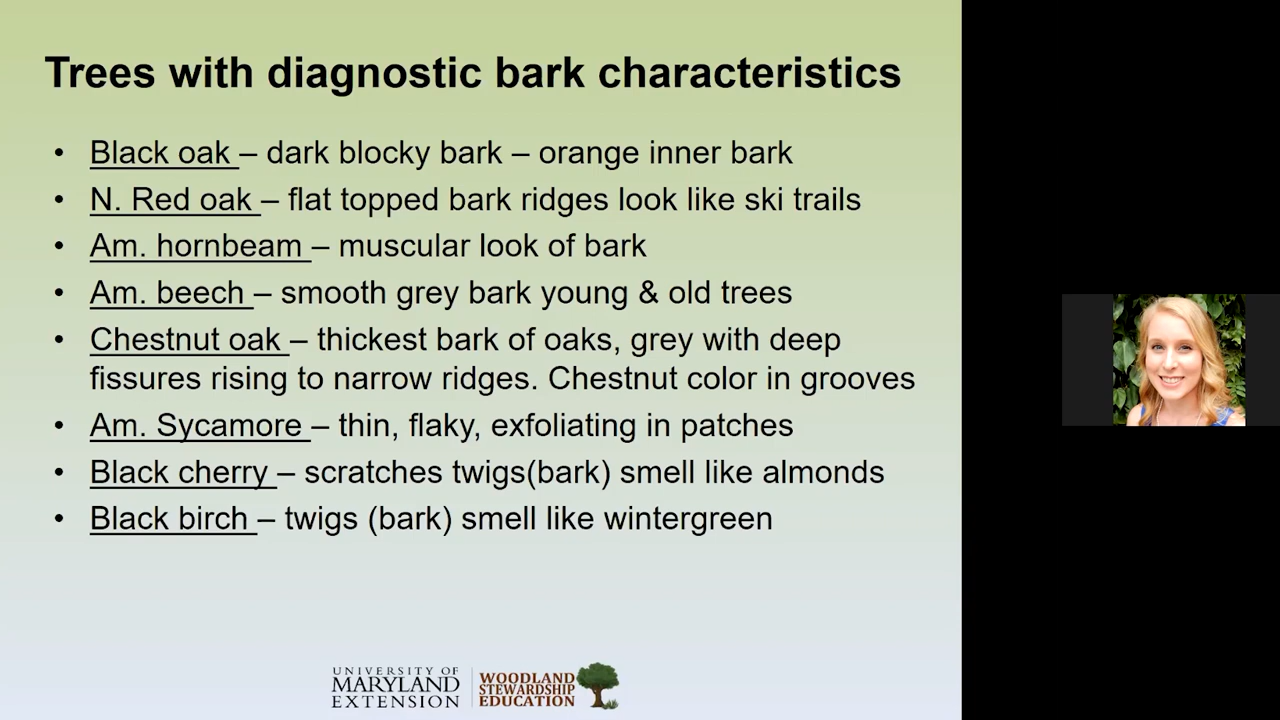 Trees with diagnostic bark characteristics
• Black oak – dark blocky bark – orange inner bark
• N. Red oak – flat topped bark ridges look like ski trails
• Am. hornbeam – muscular look of bark
• Am. beech – smooth grey bark young & old trees
• Chestnut oak – thickest bark of oaks, grey with deep
fissures rising to narrow ridges. Chestnut color in grooves
• Am. Sycamore – thin, flaky, exfoliating in patches
• Black cherry – scratches twigs(bark) smell like almonds
• Black birch – twigs (bark) smell like wintergreen
UNIVERSITY OF
MARYLAND
EXTENSION
WOODLAND
STEWARDSHIP
EDUCATION